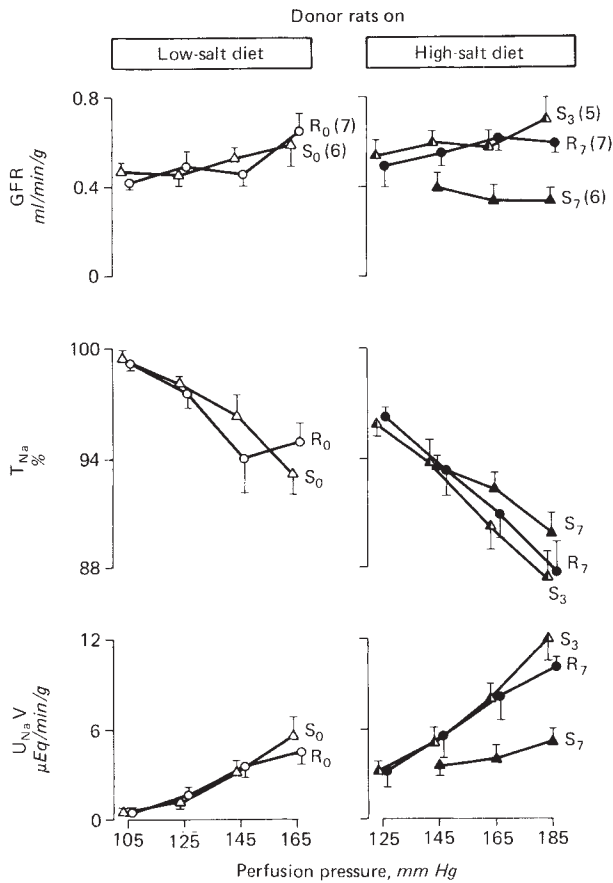 Donor rats on
Low-salt diet
High-salt diet
GFR
ml/min/g
0.8
0.4
0
R₀ (7)
S₀ (6)
S₃ (5)
R₇ (7)
S₇ (6)
T_Na
%
100
94
88
R₀
S₀
S₇
R₇
S₃
U_Na V
μEq/min/g
12
6
0
S₀
R₀
S₃
R₇
S₇
105 125 145 165
125 145 165 185
Perfusion pressure, mm Hg